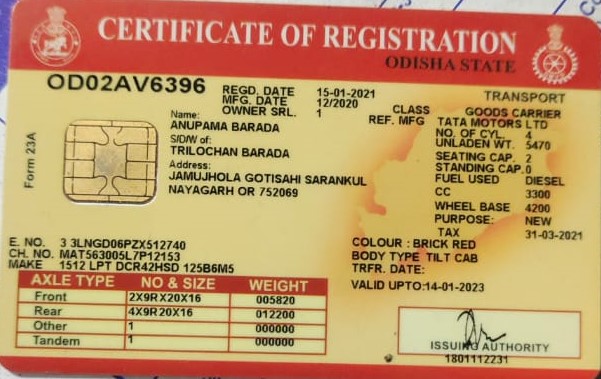 CERTIFICATE OF REGISTRATION
ODISHA STATE
OD02AV6396
REGD. DATE 15-01-2021
MFG. DATE 12/2020
OWNER SRL. 1
TRANSPORT
CLASS GOODS CARRIER
REF. MFG TATA MOTORS LTD
NO. OF CYL. 4
UNLADEN WT. 5470
SEATING CAP. 2
STANDING CAP. 0
FUEL USED DIESEL
CC 3300
WHEEL BASE 4200
PURPOSE: NEW
TAX 31-03-2021
Form 23A
Name:
ANUPAMA BARADA
S/D/W of:
TRILOCHAN BARADA
Address:
JAMUJHOLA GOTISAHI SARANKUL
NAYAGARH OR 752069
E. NO. 3 3LNGD06PZX512740
CH. NO. MAT563005L7P12153
MAKE 1512 LPT DCR42HSD 125B6M5
COLOUR : BRICK RED
BODY TYPE TILT CAB
TRFR. DATE:
VALID UPTO:14-01-2023
AXLE TYPE NO & SIZE WEIGHT
Front 2X9RX20X16 005820
Rear 4X9R20X16 012200
Other 1 000000
Tandem 1 000000
ISSUING AUTHORITY
1801112231